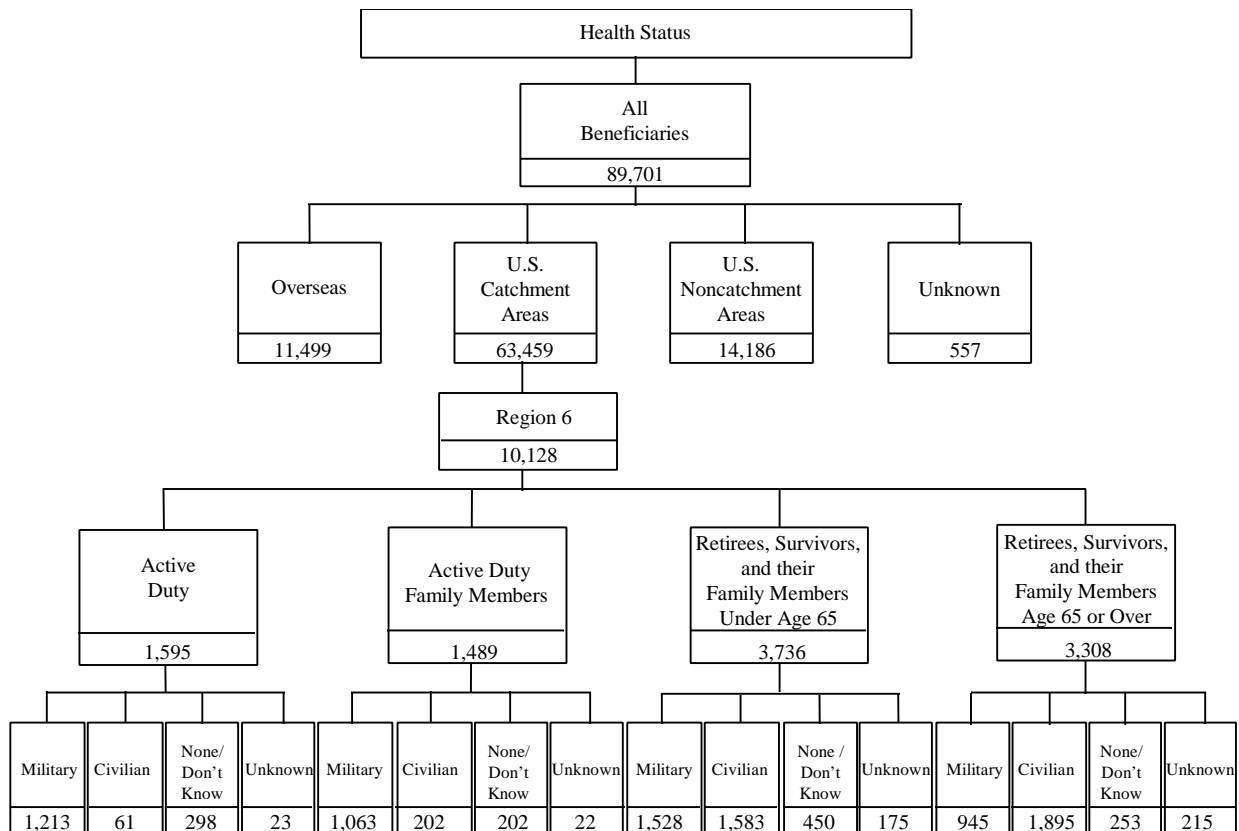 Health Status
All
Beneficiaries
89,701
Overseas
11,499
U.S.
Catchment
Areas
63,459
U.S.
Noncatchment
Areas
14,186
Unknown
557
Region 6
10,128
Active
Duty
1,595
Active Duty
Family Members
1,489
Retirees, Survivors,
and their
Family Members
Under Age 65
3,736
Retirees, Survivors,
and their
Family Members
Age 65 or Over
3,308
Military
1,213
Civilian
61
None/
Don't
Know
298
Unknown
23
Military
1,063
Civilian
202
None/
Don't
Know
202
Unknown
22
Military
1,528
Civilian
1,583
None /
Don't
Know
450
Unknown
175
Military
945
Civilian
1,895
None/
Don't
Know
253
Unknown
215